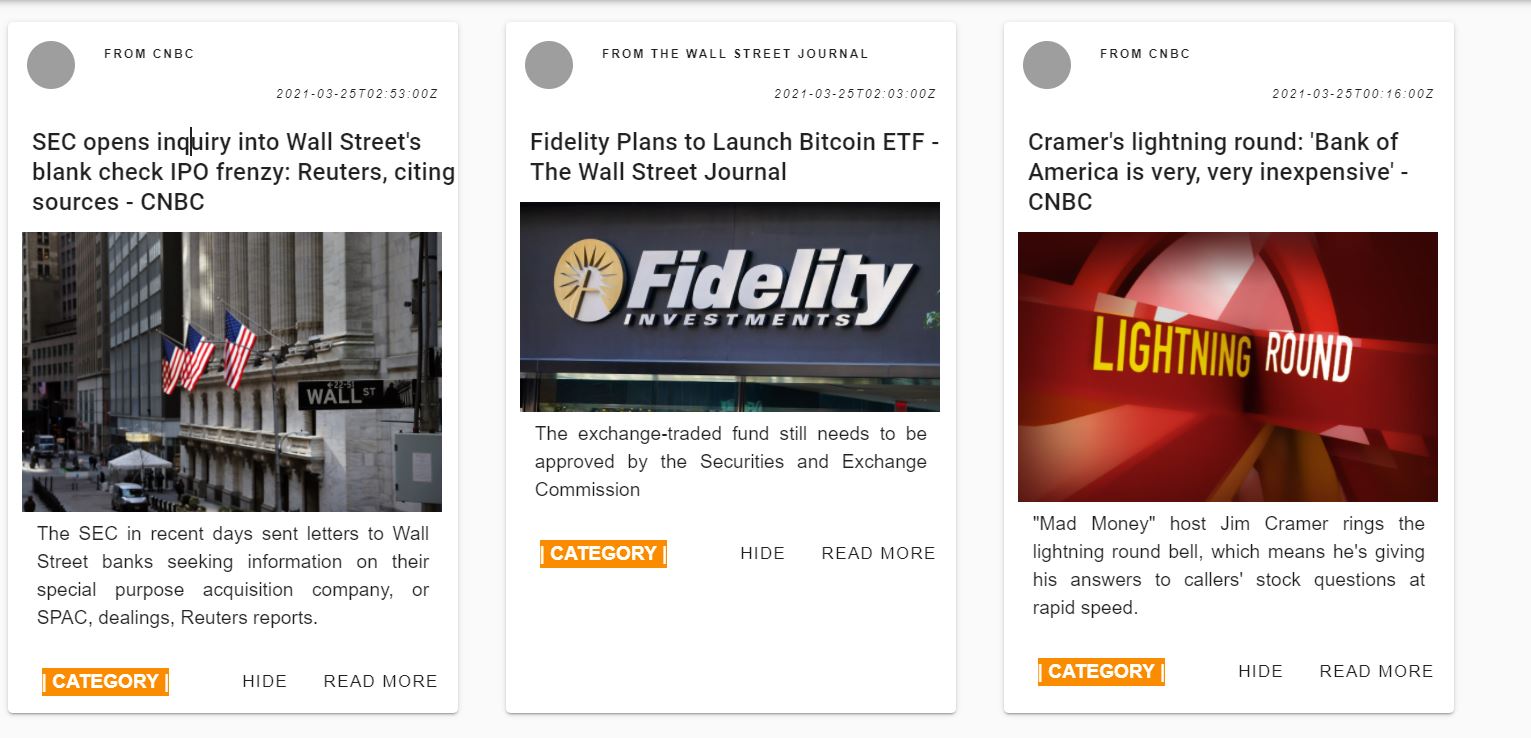 FROM CNBC
2021-03-25T02:53:00Z
SEC opens inquiry into Wall Street's
blank check IPO frenzy: Reuters, citing
sources - CNBC
WALL ST
The SEC in recent days sent letters to Wall
Street banks seeking information on their
special purpose acquisition company, or
SPAC, dealings, Reuters reports.
| CATEGORY |
HIDE
READ MORE
FROM THE WALL STREET JOURNAL
2021-03-25T02:03:00Z
Fidelity Plans to Launch Bitcoin ETF -
The Wall Street Journal
Fidelity
INVESTMENTS
The exchange-traded fund still needs to be
approved by the Securities and Exchange
Commission
| CATEGORY |
HIDE
READ MORE
FROM CNBC
2021-03-25T00:16:00Z
Cramer's lightning round: 'Bank of
America is very, very inexpensive' -
CNBC
LIGHTNING ROUND
"Mad Money" host Jim Cramer rings the
lightning round bell, which means he's giving
his answers to callers' stock questions at
rapid speed.
| CATEGORY |
HIDE
READ MORE